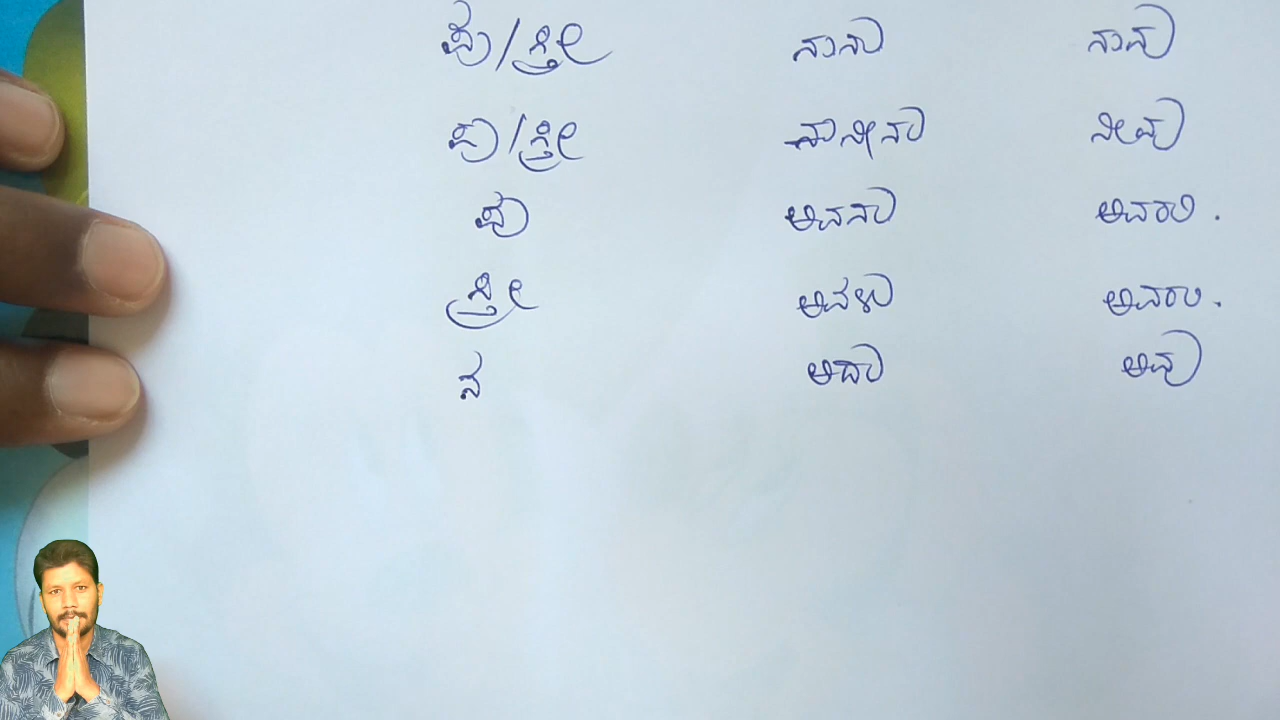 ಪು/ಸ್ತ್ರೀ ನಾನು ನಾವು
ಪು/ಸ್ತ್ರೀ ನೀನು ನೀವು
ಪು ಅವನು ಅವರು.
ಸ್ತ್ರೀ ಅವಳು ಅವರು.
ನ ಅದು ಅವು